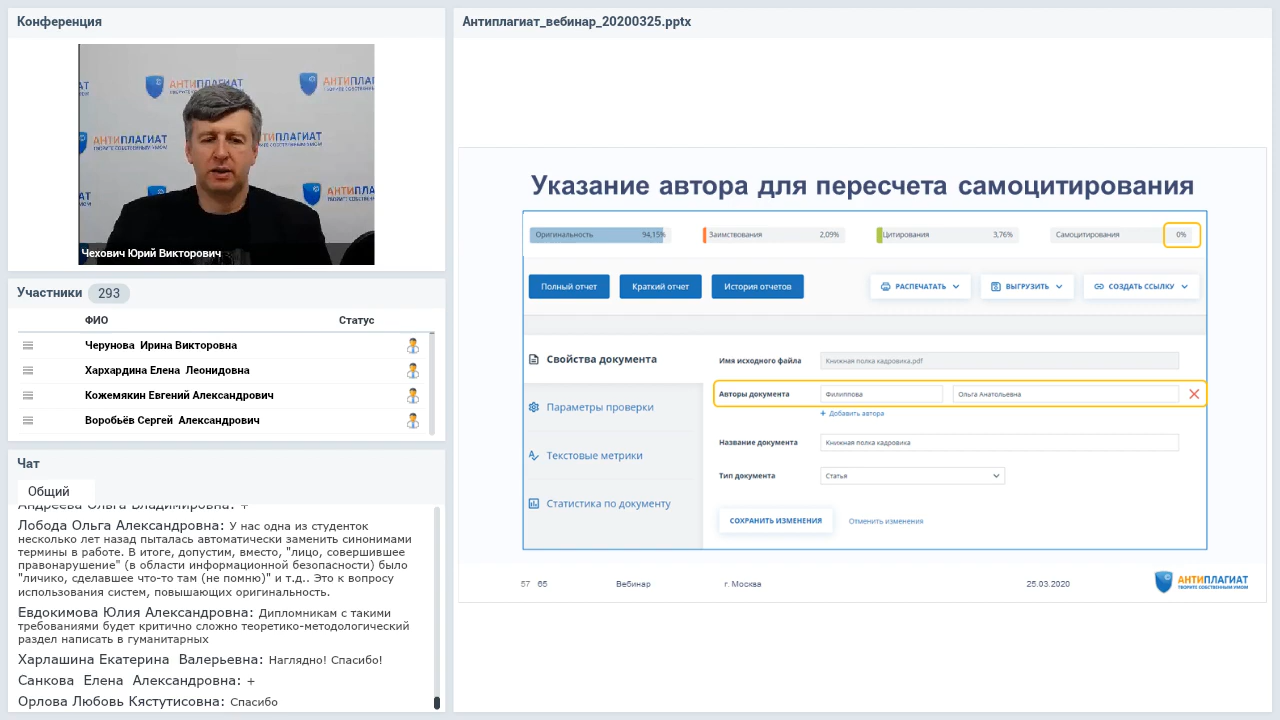 Конференция
АНТИПЛАГИАТ
Чехович Юрий Викторович
Участники 293
ФИО Статус
Черунова Ирина Викторовна
Хархардина Елена Леонидовна
Кожемякин Евгений Александрович
Воробьёв Сергей Александрович
Чат
Общий
Андреева Ольга Владимировна: +
Лобода Ольга Александровна: У нас одна из студенток
несколько лет назад пыталась автоматически заменить синонимами
термины в работе. В итоге, допустим, вместо, "лицо, совершившее
правонарушение" (в области информационной безопасности) было
"личико, сделавшее что-то там (не помню)" и т.д.. Это к вопросу
использования систем, повышающих оригинальность.
Евдокимова Юлия Александровна: Дипломникам с такими
требованиями будет критично сложно теоретико-методологический
раздел написать в гуманитарных
Харлашина Екатерина Валерьевна: Наглядно! Спасибо!
Санкова Елена Александровна: +
Орлова Любовь Кястутисовна: Спасибо
Антиплагиат_вебинар_20200325.pptx
Указание автора для пересчета самоцитирования
Оригинальность 94,15% Заимствования 2,09% Цитирования 3,76% Самоцитирования 0%
Полный отчет Краткий отчет История отчетов РАСПЕЧАТАТЬ ВЫГРУЗИТЬ СОЗДАТЬ ССЫЛКУ
Свойства документа
Параметры проверки
Текстовые метрики
Статистика по документу
Имя исходного файла Книжная полка кадровика.pdf
Авторы документа Филиппова Ольга Анатольевна
+ Добавить автора
Название документа Книжная полка кадровика
Тип документа Статья
СОХРАНИТЬ ИЗМЕНЕНИЯ Отменить изменения
57 65 Вебинар г. Москва 25.03.2020
АНТИПЛАГИАТ
ТВОРИТЕ СОБСТВЕННЫМ УМОМ